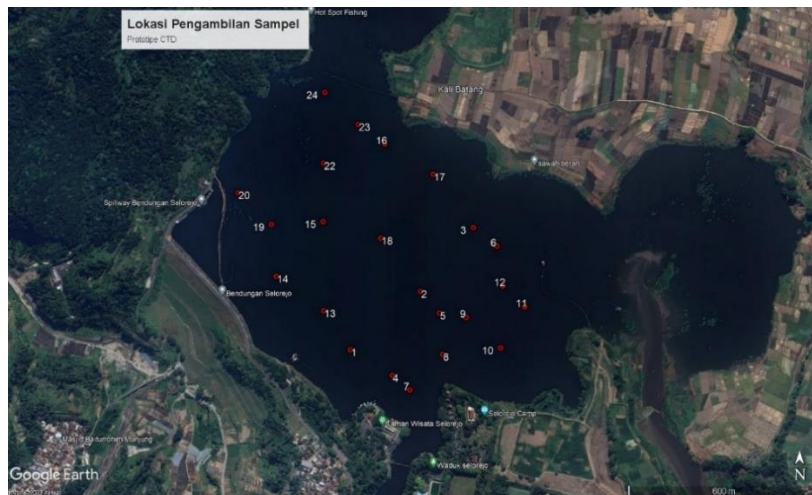 Lokasi Pengambilan Sampel
Prototipe CTD
Hot Spot Fishing
24
Kali Batang
23
16
22
sawah beran
17
20
Spillway Bendungan Selorejo
19
15
3
18
6
14
12
2
Bendungan Selorejo
11
13
5
9
1
8
10
4
7
Selorejo Camp
Taman Wisata Selorejo
Waduk selorejo
Google Earth
600 m
N